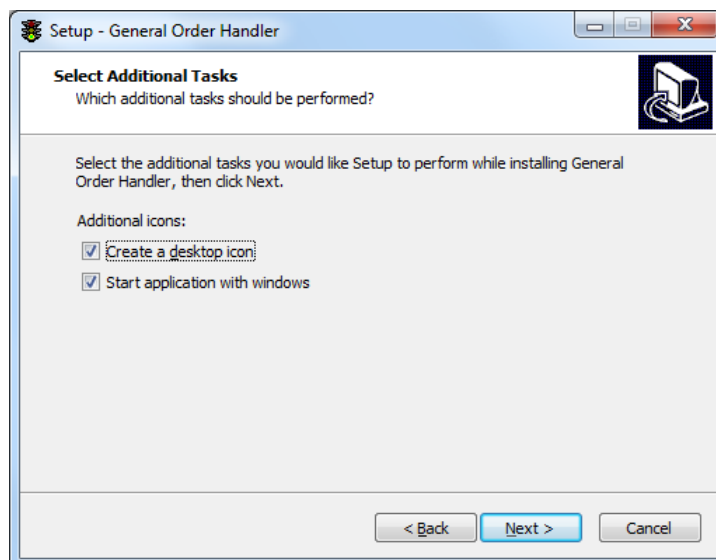 Setup - General Order Handler
Select Additional Tasks
Which additional tasks should be performed?
Select the additional tasks you would like Setup to perform while installing General
Order Handler, then click Next.
Additional icons:
Create a desktop icon
Start application with windows
< Back
Next >
Cancel